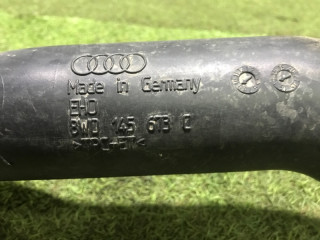 Made in Germany
EHO
8W0 145 673 C
>TPC-ET<